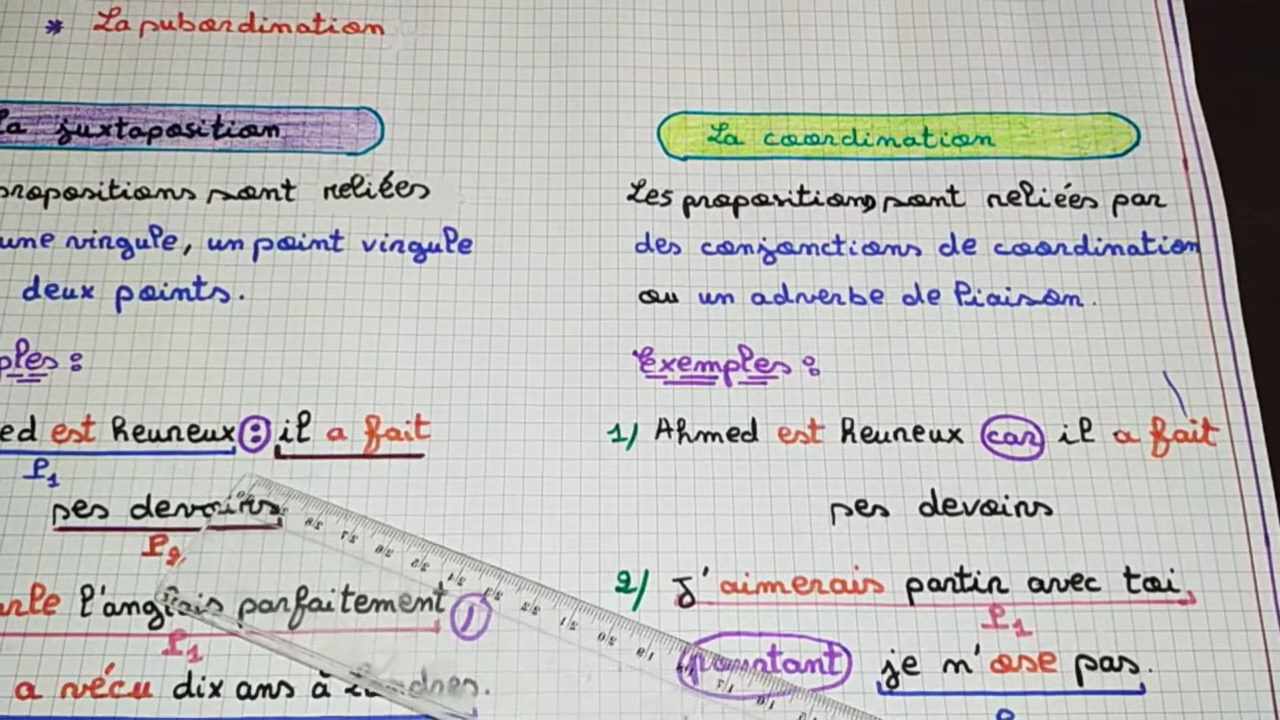 * La subordination
La juxtaposition
propositions sont reliées
une virgule, un point virgule
deux points.
ples :
ed est heureux : il a fait
P1
ses devoirs,
P2
rle l'anglais parfaitement ;
P1
a vécu dix ans à Londres.
La coordination
Les propositions sont reliées par
des conjonctions de coordination
ou un adverbe de liaison.
Exemples :
1/ Ahmed est heureux car il a fait
ses devoirs
2/ J'aimerais partir avec toi,
P1
pourtant je n'ose pas.